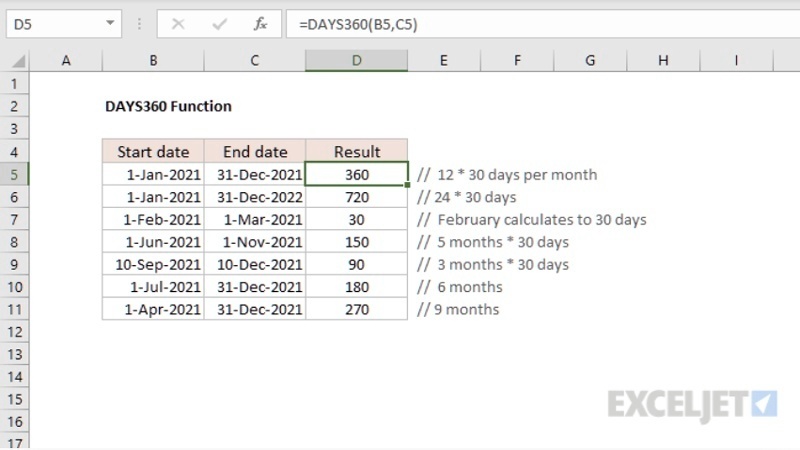 D5 fx =DAYS360(B5,C5)
A B C D E F G H I
1
2 DAYS360 Function
3
4 Start date End date Result
5 1-Jan-2021 31-Dec-2021 360 // 12 * 30 days per month
6 1-Jan-2021 31-Dec-2022 720 // 24 * 30 days
7 1-Feb-2021 1-Mar-2021 30 // February calculates to 30 days
8 1-Jun-2021 1-Nov-2021 150 // 5 months * 30 days
9 10-Sep-2021 10-Dec-2021 90 // 3 months * 30 days
10 1-Jul-2021 31-Dec-2021 180 // 6 months
11 1-Apr-2021 31-Dec-2021 270 // 9 months
12
13
14
15
EXCELJET
16
17